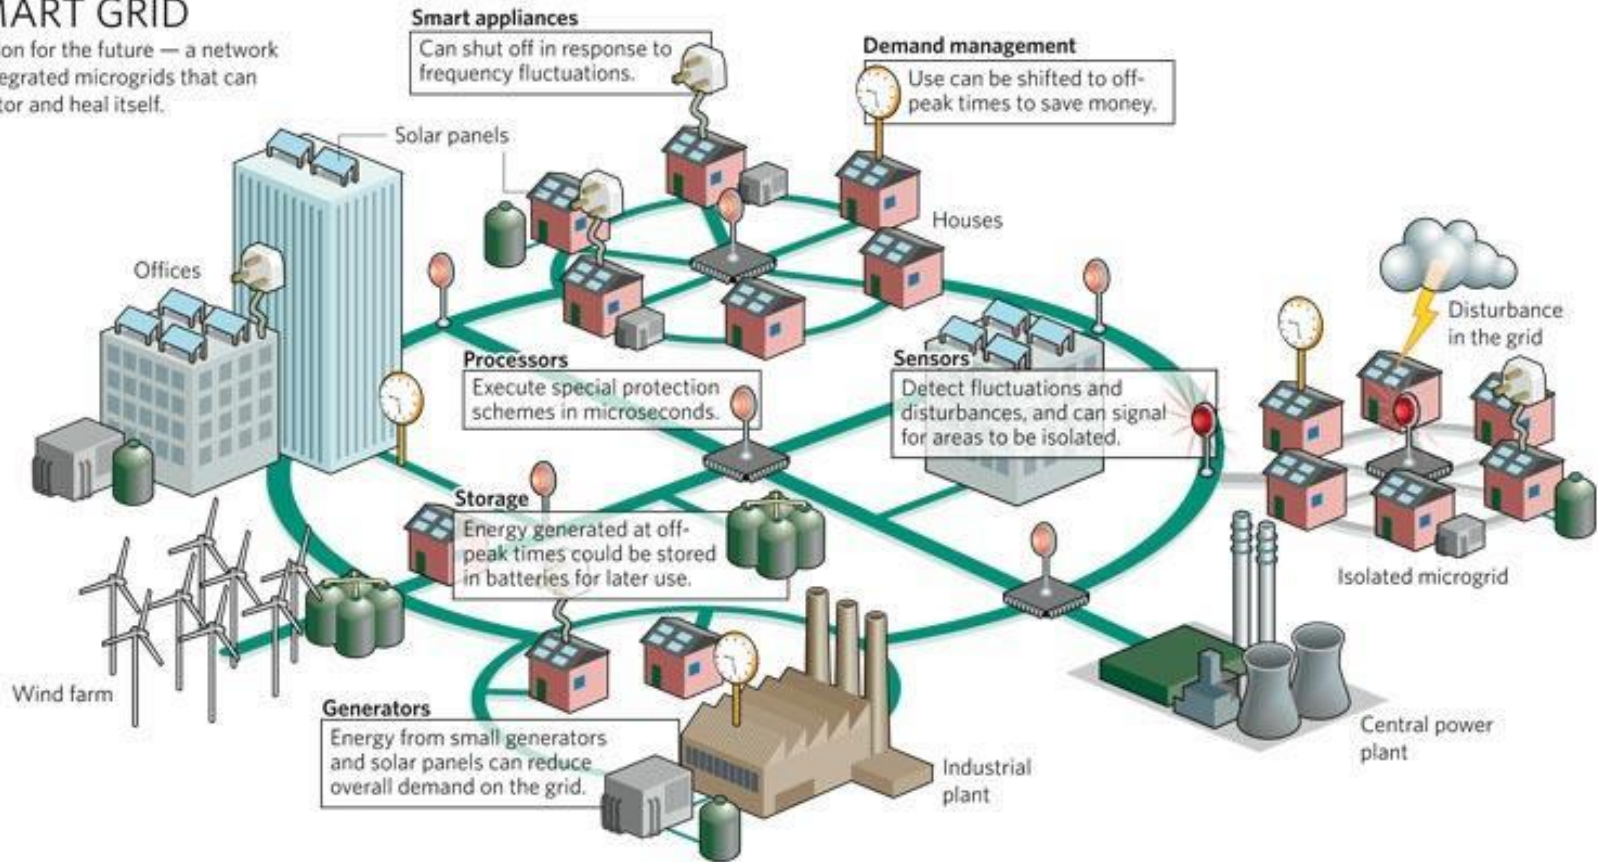 SMART GRID
on for the future — a network
egrated microgrids that can
tor and heal itself.
Smart appliances
Can shut off in response to
frequency fluctuations.
Demand management
Use can be shifted to off-
peak times to save money.
Solar panels
Houses
Offices
Disturbance
in the grid
Processors
Execute special protection
schemes in microseconds.
Sensors
Detect fluctuations and
disturbances, and can signal
for areas to be isolated.
Storage
Energy generated at off-
peak times could be stored
in batteries for later use.
Isolated microgrid
Wind farm
Generators
Energy from small generators
and solar panels can reduce
overall demand on the grid.
Industrial
plant
Central power
plant